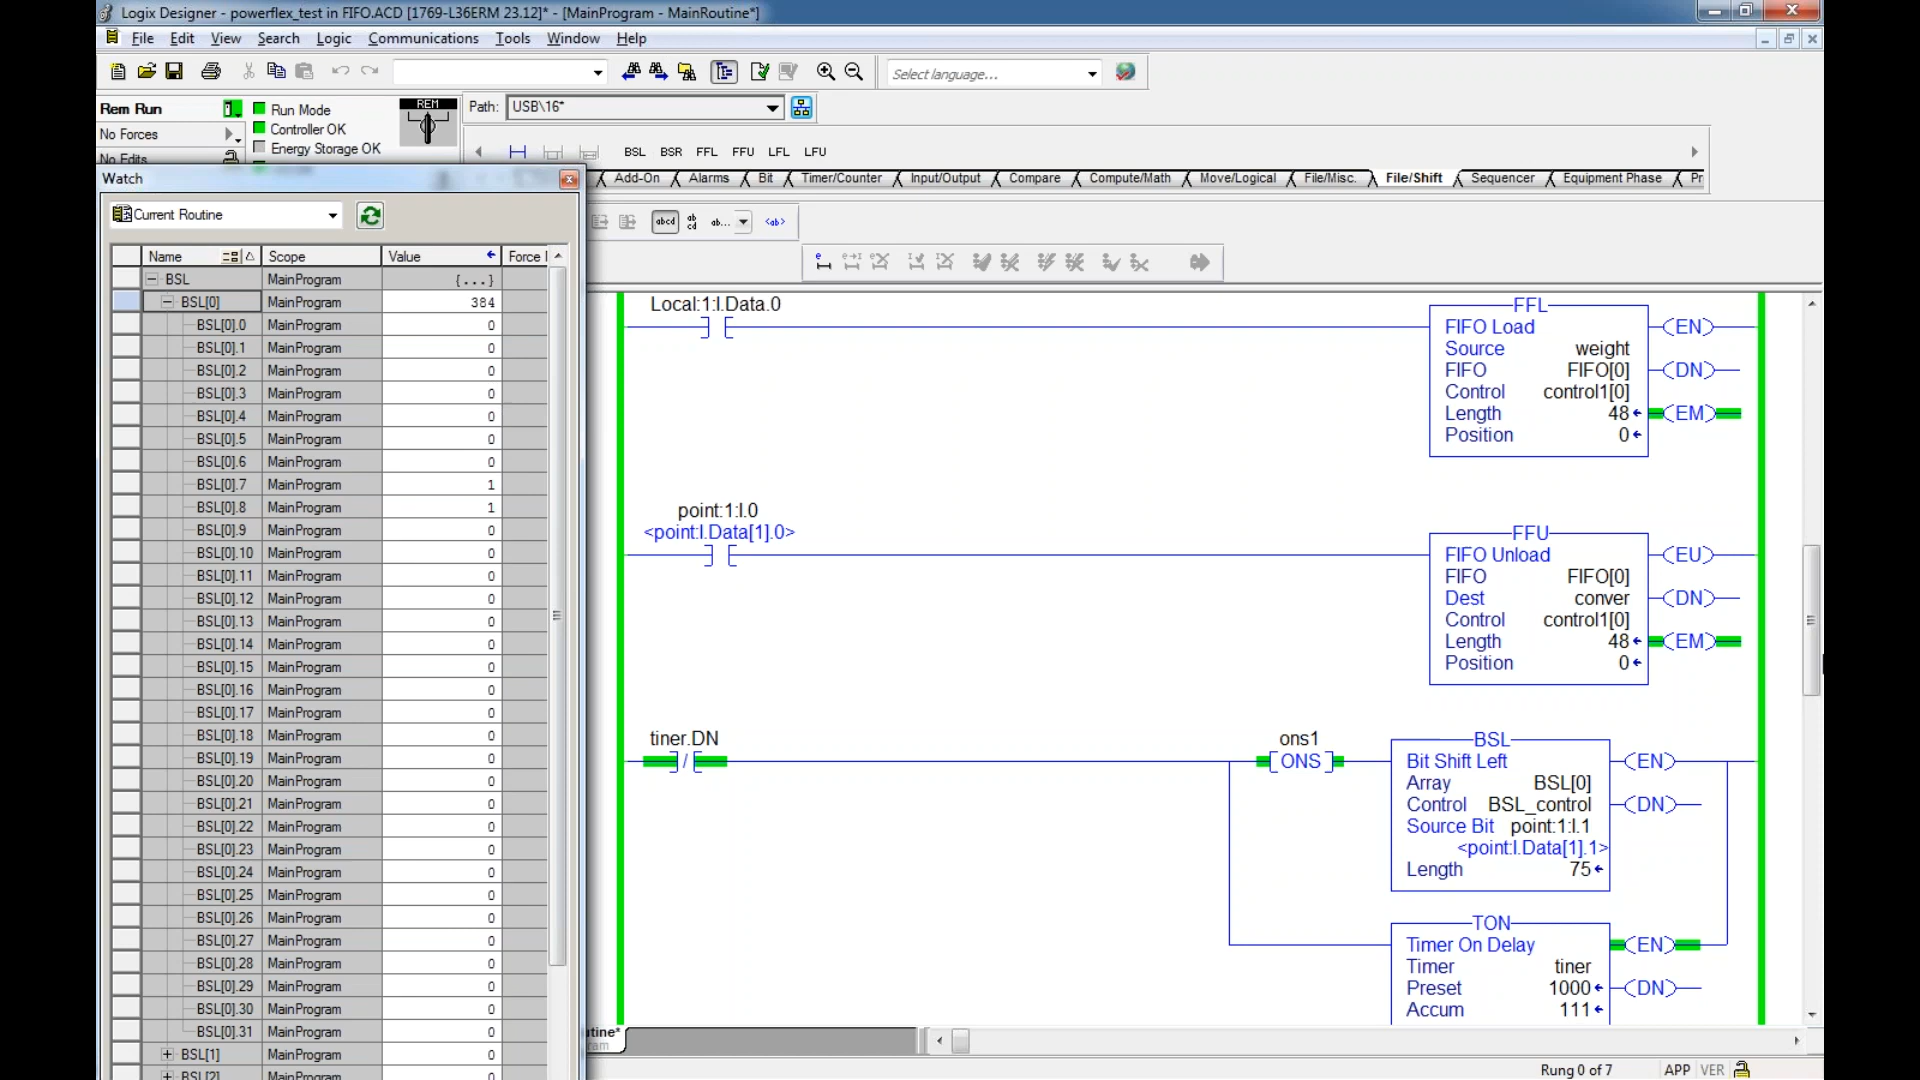 Logix Designer - powerflex_test in FIFO.ACD [1769-L36ERM 23.12]* - [MainProgram - MainRoutine*]
File Edit View Search Logic Communications Tools Window Help
Select language...
Rem Run
No Forces
No Edits
Run Mode
Controller OK
Energy Storage OK
REM
Path: USB\16*
BSL BSR FFL FFU LFL LFU
Add-On Alarms Bit Timer/Counter Input/Output Compare Compute/Math Move/Logical File/Misc. File/Shift Sequencer Equipment Phase Pr
Watch
Current Routine
abcd ab cd ab... <ab>
Name Scope Value Force
BSL MainProgram {...}
BSL[0] MainProgram 384
BSL[0].0 MainProgram 0
BSL[0].1 MainProgram 0
BSL[0].2 MainProgram 0
BSL[0].3 MainProgram 0
BSL[0].4 MainProgram 0
BSL[0].5 MainProgram 0
BSL[0].6 MainProgram 0
BSL[0].7 MainProgram 1
BSL[0].8 MainProgram 1
BSL[0].9 MainProgram 0
BSL[0].10 MainProgram 0
BSL[0].11 MainProgram 0
BSL[0].12 MainProgram 0
BSL[0].13 MainProgram 0
BSL[0].14 MainProgram 0
BSL[0].15 MainProgram 0
BSL[0].16 MainProgram 0
BSL[0].17 MainProgram 0
BSL[0].18 MainProgram 0
BSL[0].19 MainProgram 0
BSL[0].20 MainProgram 0
BSL[0].21 MainProgram 0
BSL[0].22 MainProgram 0
BSL[0].23 MainProgram 0
BSL[0].24 MainProgram 0
BSL[0].25 MainProgram 0
BSL[0].26 MainProgram 0
BSL[0].27 MainProgram 0
BSL[0].28 MainProgram 0
BSL[0].29 MainProgram 0
BSL[0].30 MainProgram 0
BSL[0].31 MainProgram 0
BSL[1] MainProgram 0
BSL[2] MainProgram 0
Local:1:I.Data.0
FFL
FIFO Load
Source weight
FIFO FIFO[0]
Control control1[0]
Length 48
Position 0
EN
DN
EM
point:1:I.0
<point:I.Data[1].0>
FFU
FIFO Unload
FIFO FIFO[0]
Dest conver
Control control1[0]
Length 48
Position 0
EU
DN
EM
tiner.DN
ons1
ONS
BSL
Bit Shift Left
Array BSL[0]
Control BSL_control
Source Bit point:1:I.1
<point:I.Data[1].1>
Length 75
EN
DN
TON
Timer On Delay
Timer tiner
Preset 1000
Accum 111
EN
DN
utine*
ram
Rung 0 of 7 APP VER